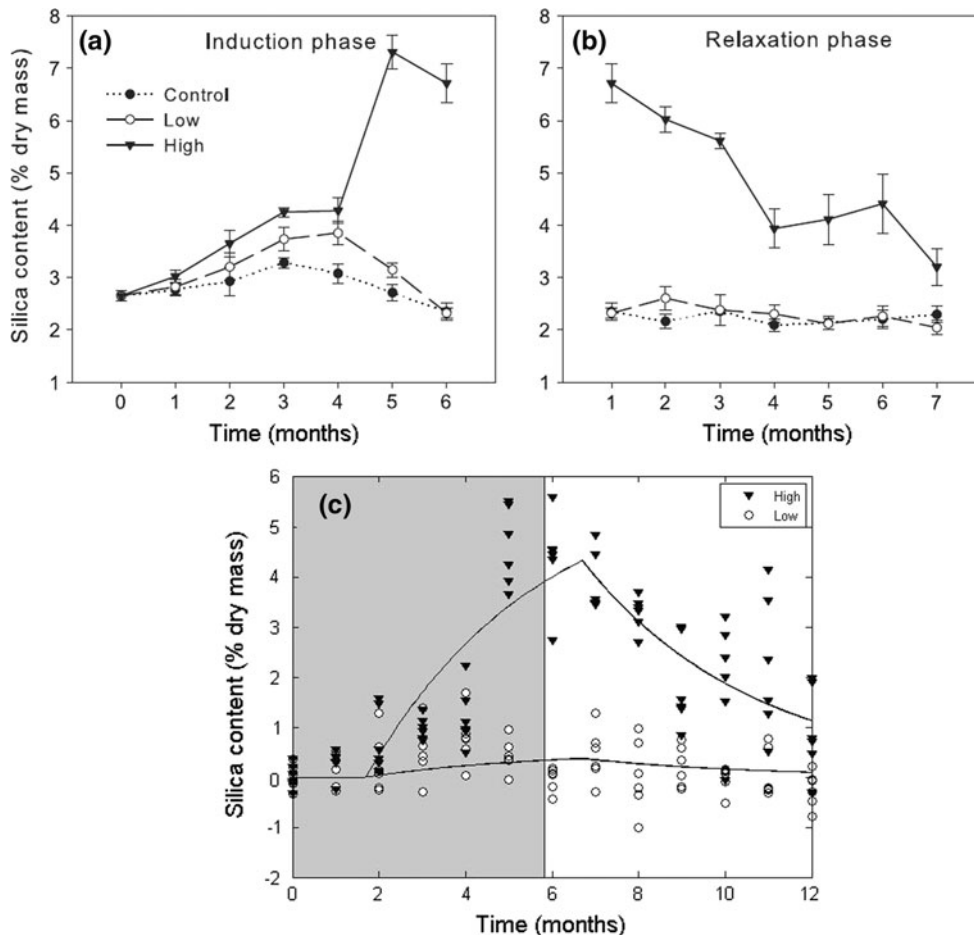 (a) Induction phase
Control
Low
High
8
7
6
5
4
3
2
1
Silica content (% dry mass)
0 1 2 3 4 5 6
Time (months)
(b) Relaxation phase
8
7
6
5
4
3
2
1
1 2 3 4 5 6 7
Time (months)
(c)
High
Low
6
5
4
3
2
1
0
-1
-2
Silica content (% dry mass)
0 2 4 6 8 10 12
Time (months)